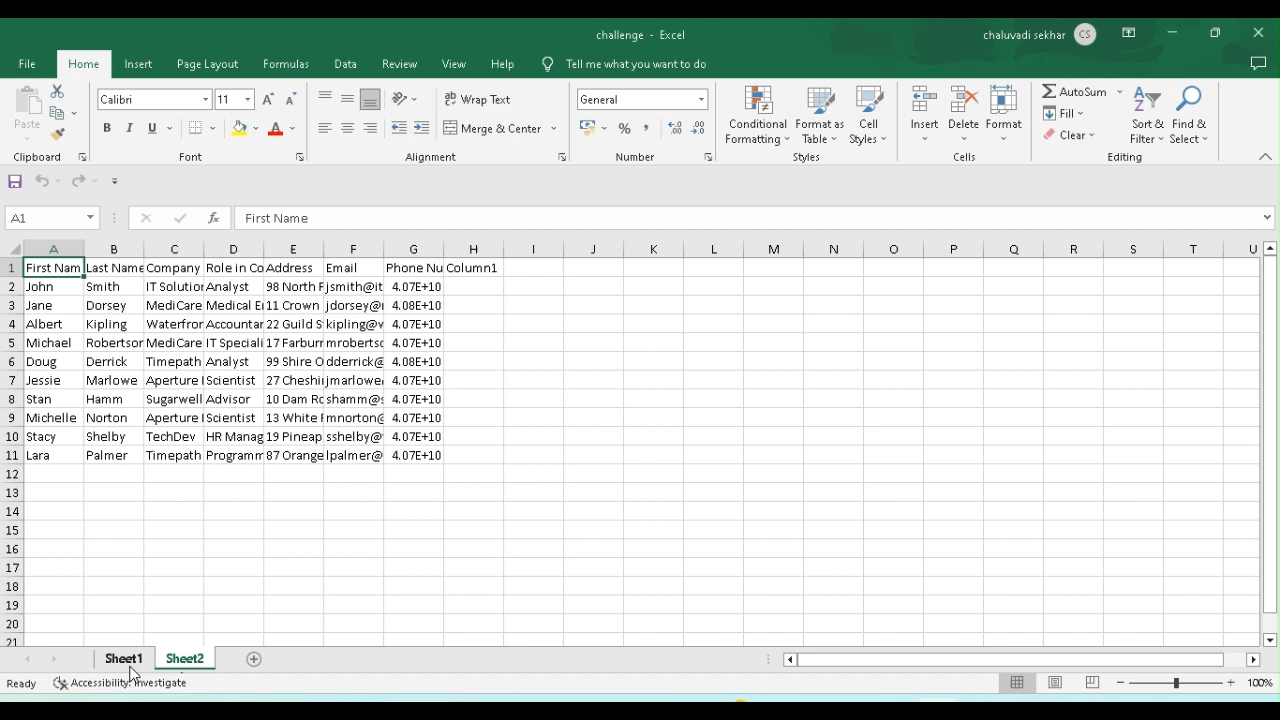 challenge - Excel
chaluvadi sekhar CS
File Home Insert Page Layout Formulas Data Review View Help Tell me what you want to do
Paste
Clipboard
Calibri 11
B I U
Font
Wrap Text
Merge & Center
Alignment
General
Number
Conditional Formatting
Format as Table
Cell Styles
Styles
Insert Delete Format
Cells
AutoSum
Fill
Clear
Sort & Filter
Find & Select
Editing
A1 fx First Name
A B C D E F G H I J K L M N O P Q R S T U
1 First Nam Last Name Company Role in Co Address Email Phone Nu Column1
2 John Smith IT Solution Analyst 98 North F jsmith@it 4.07E+10
3 Jane Dorsey MediCare Medical E 11 Crown jdorsey@ 4.08E+10
4 Albert Kipling Waterfror Accountar 22 Guild S kipling@w 4.07E+10
5 Michael Robertsor MediCare IT Speciali 17 Farburr mrobertsc 4.07E+10
6 Doug Derrick Timepath Analyst 99 Shire O dderrick@ 4.08E+10
7 Jessie Marlowe Aperture Scientist 27 Cheshi jmarlowe 4.07E+10
8 Stan Hamm Sugarwell Advisor 10 Dam Ro shamm@s 4.07E+10
9 Michelle Norton Aperture Scientist 13 White F mnorton@ 4.07E+10
10 Stacy Shelby TechDev HR Manag 19 Pineap sshelby@ 4.07E+10
11 Lara Palmer Timepath Programm 87 Orange lpalmer@ 4.07E+10
12
13
14
15
16
17
18
19
20
21
Sheet1 Sheet2
Ready Accessibility: Investigate 100%